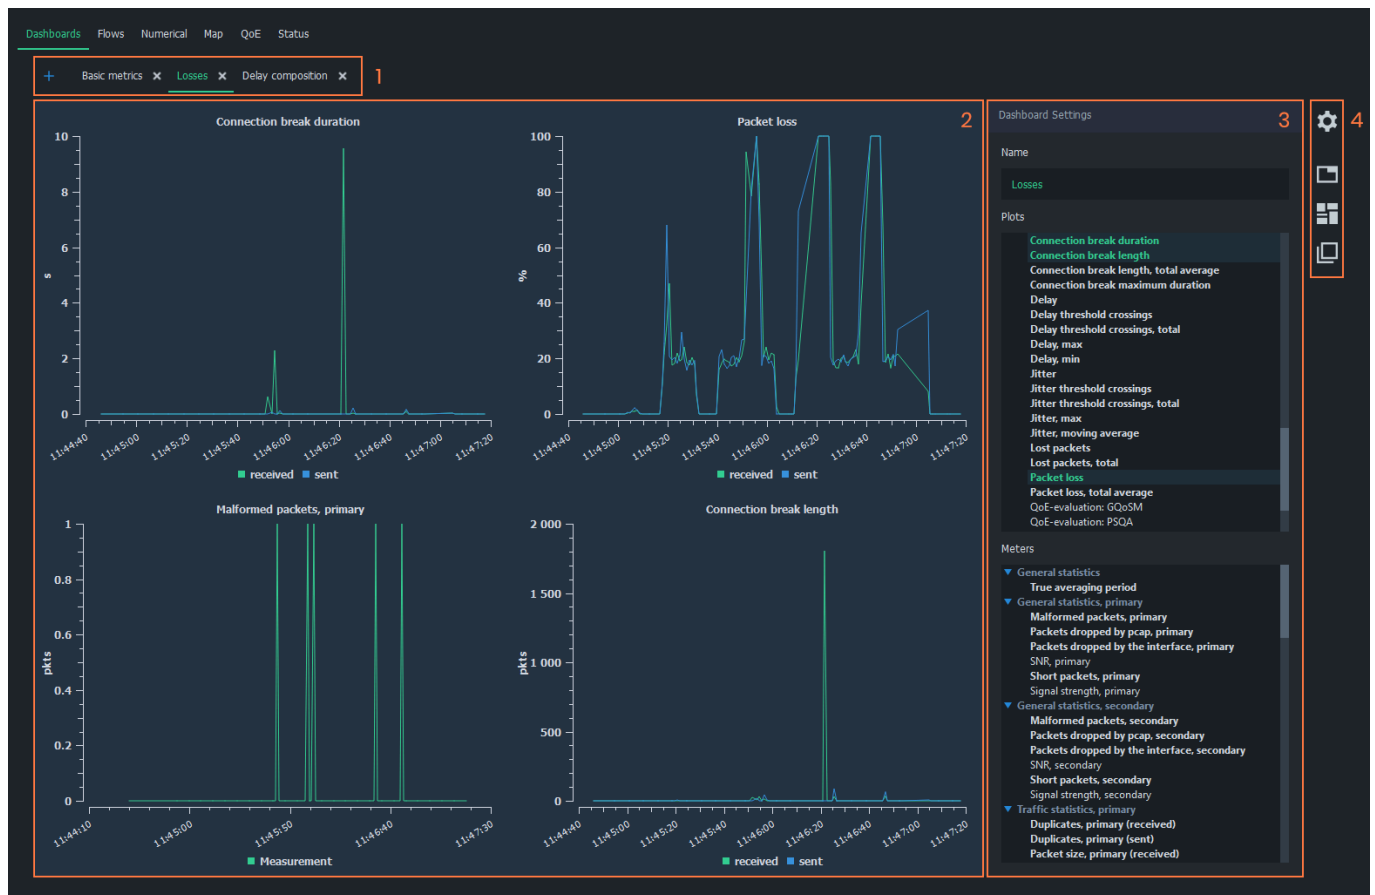 Dashboards Flows Numerical Map QoE Status
+ Basic metrics × Losses × Delay composition × 1
2
Connection break duration
10
8
6
4
2
0
s
11:44:40 11:45:00 11:45:20 11:45:40 11:46:00 11:46:20 11:46:40 11:47:00 11:47:20
received sent
Packet loss
100
80
60
40
20
0
%
11:44:40 11:45:00 11:45:20 11:45:40 11:46:00 11:46:20 11:46:40 11:47:00 11:47:20
received sent
Malformed packets, primary
1
0.8
0.6
0.4
0.2
0
pkts
11:44:10 11:45:00 11:45:50 11:46:40 11:47:30
Measurement
Connection break length
2 000
1 500
1 000
500
0
pkts
11:44:40 11:45:00 11:45:20 11:45:40 11:46:00 11:46:20 11:46:40 11:47:00 11:47:20
received sent
Dashboard Settings 3
Name
Losses
Plots
Connection break duration
Connection break length
Connection break length, total average
Connection break maximum duration
Delay
Delay threshold crossings
Delay threshold crossings, total
Delay, max
Delay, min
Jitter
Jitter threshold crossings
Jitter threshold crossings, total
Jitter, max
Jitter, moving average
Lost packets
Lost packets, total
Packet loss
Packet loss, total average
QoE-evaluation: GQoSM
QoE-evaluation: PSQA
Meters
General statistics
True averaging period
General statistics, primary
Malformed packets, primary
Packets dropped by pcap, primary
Packets dropped by the interface, primary
SNR, primary
Short packets, primary
Signal strength, primary
General statistics, secondary
Malformed packets, secondary
Packets dropped by pcap, secondary
Packets dropped by the interface, secondary
SNR, secondary
Short packets, secondary
Signal strength, secondary
Traffic statistics, primary
Duplicates, primary (received)
Duplicates, primary (sent)
Packet size, primary (received)
4